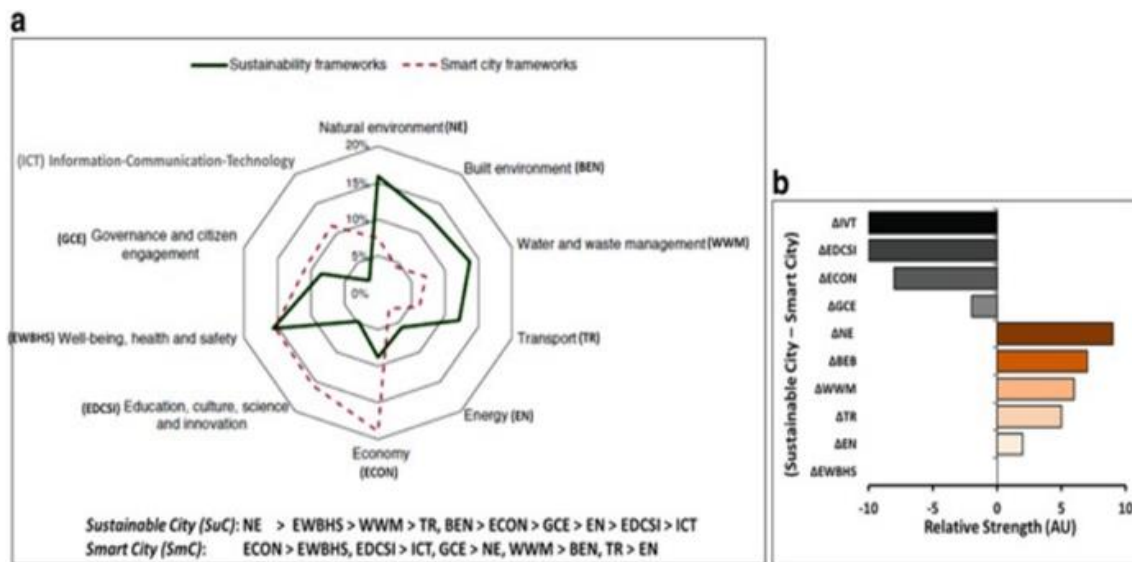 a
Sustainability frameworks Smart city frameworks
Natural environment (NE)
20%
(ICT) Information-Communication-Technology
Built environment (BEN)
15%
10%
(GCE) Governance and citizen
engagement
Water and waste management (WWM)
5%
0%
(EWBHS) Well-being, health and safety
Transport (TR)
(EDCSI) Education, culture, science
and innovation
Energy (EN)
Economy
(ECON)
Sustainable City (SuC): NE > EWBHS > WWM > TR, BEN > ECON > GCE > EN > EDCSI > ICT
Smart City (SmC): ECON > EWBHS, EDCSI > ICT, GCE > NE, WWM > BEN, TR > EN
b
(Sustainable City – Smart City)
ΔIVT
ΔEDCSI
ΔECON
ΔGCE
ΔNE
ΔBEB
ΔWWM
ΔTR
ΔEN
ΔEWBHS
-10 -5 0 5 10
Relative Strength (AU)